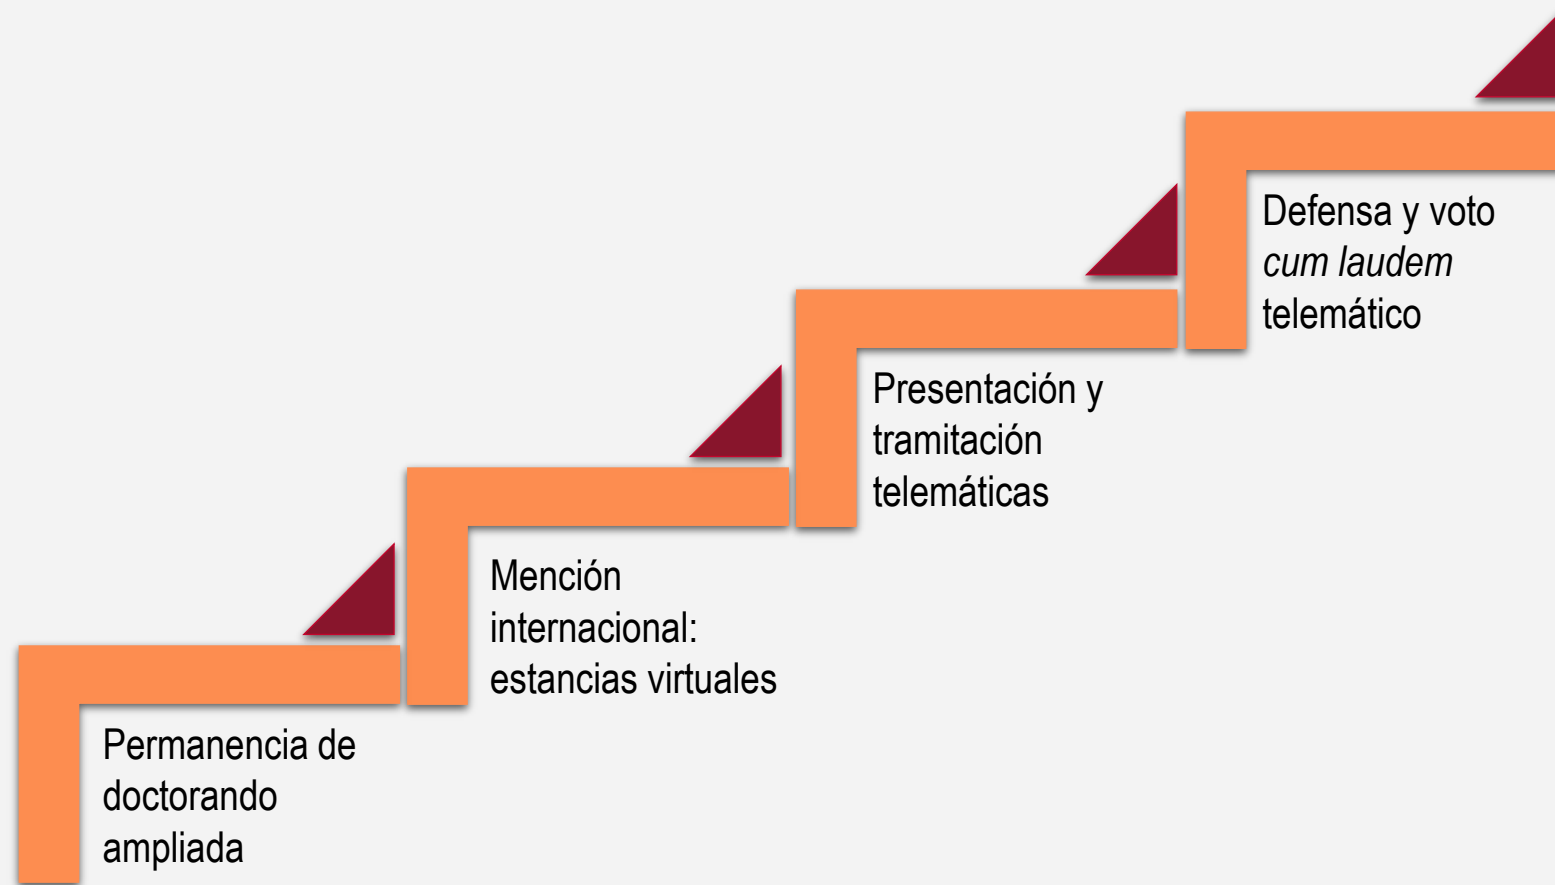 Defensa y voto
cum laudem
telemático
Presentación y
tramitación
telemáticas
Mención
internacional:
estancias virtuales
Permanencia de
doctorando
ampliada